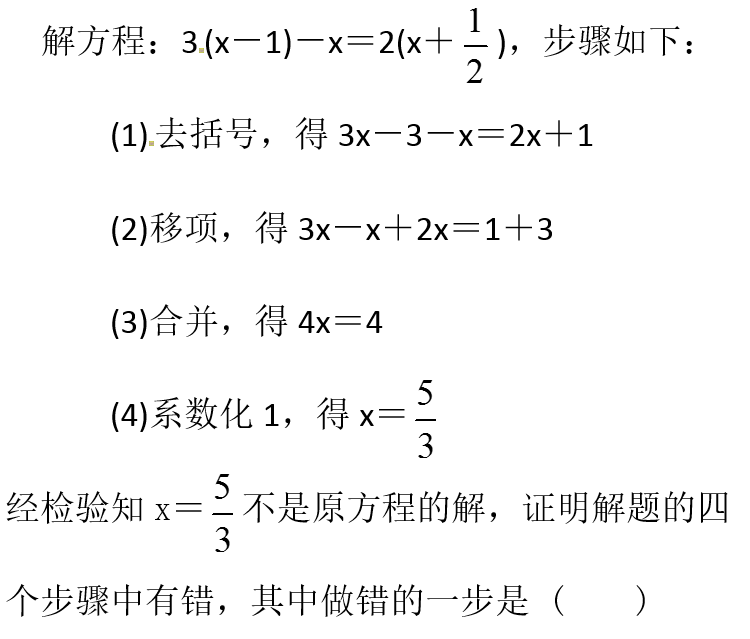 解方程：3(x－1)－x＝2(x＋1/2)，步骤如下：
(1)去括号，得 3x－3－x＝2x＋1
(2)移项，得 3x－x＋2x＝1＋3
(3)合并，得 4x＝4
(4)系数化 1，得 x＝5/3
经检验知 x＝5/3 不是原方程的解，证明解题的四
个步骤中有错，其中做错的一步是（　　）